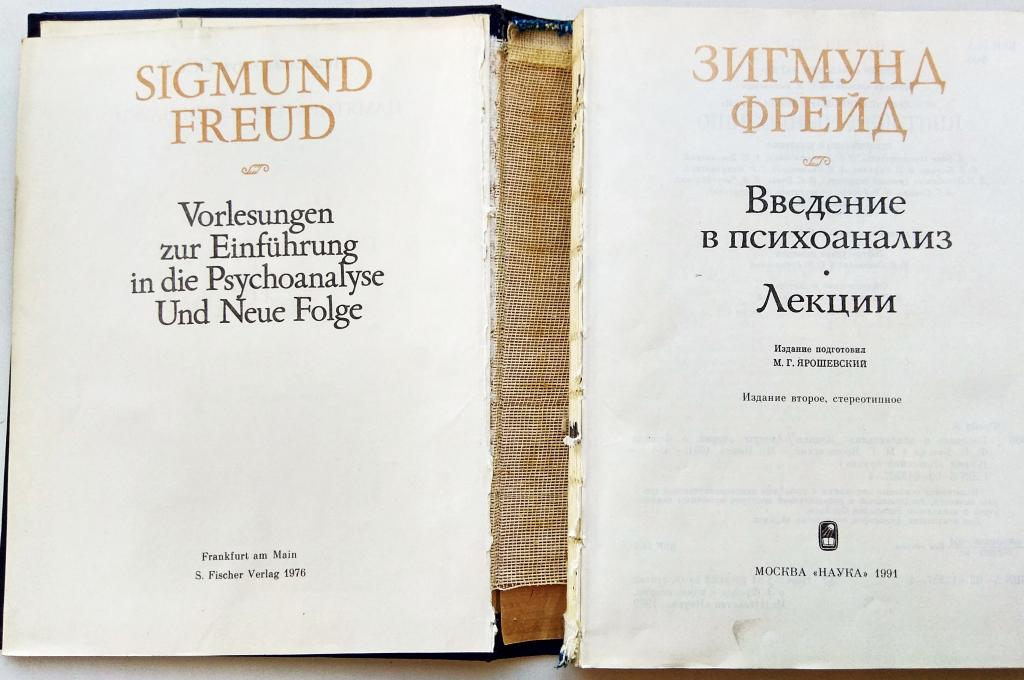 SIGMUND
FREUD
Vorlesungen
zur Einführung
in die Psychoanalyse
Und Neue Folge
Frankfurt am Main
S. Fischer Verlag 1976
ЗИГМУНД
ФРЕЙД
Введение
в психоанализ
·
Лекции
Издание подготовил
М. Г. ЯРОШЕВСКИЙ
Издание второе, стереотипное
МОСКВА «НАУКА» 1991